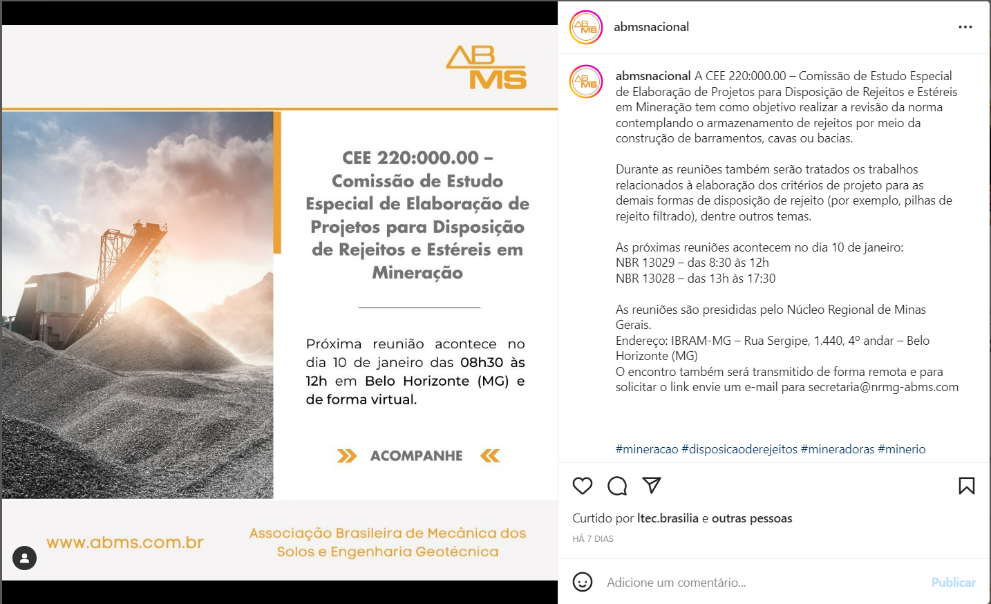 ABMS
CEE 220:000.00 –
Comissão de Estudo
Especial de Elaboração de
Projetos para Disposição
de Rejeitos e Estéreis em
Mineração
Próxima reunião acontece no
dia 10 de janeiro das 08h30 às
12h em Belo Horizonte (MG) e
de forma virtual.
ACOMPANHE
www.abms.com.br
Associação Brasileira de Mecânica dos
Solos e Engenharia Geotécnica
ABMS
abmsnacional
ABMS
abmsnacional A CEE 220:000.00 – Comissão de Estudo Especial
de Elaboração de Projetos para Disposição de Rejeitos e Estéreis
em Mineração tem como objetivo realizar a revisão da norma
contemplando o armazenamento de rejeitos por meio da
construção de barramentos, cavas ou bacias.
Durante as reuniões também serão tratados os trabalhos
relacionados à elaboração dos critérios de projeto para as
demais formas de disposição de rejeito (por exemplo, pilhas de
rejeito filtrado), dentre outros temas.
As próximas reuniões acontecem no dia 10 de janeiro:
NBR 13029 – das 8:30 às 12h
NBR 13028 – das 13h às 17:30
As reuniões são presididas pelo Núcleo Regional de Minas
Gerais.
Endereço: IBRAM-MG – Rua Sergipe, 1.440, 4º andar – Belo
Horizonte (MG)
O encontro também será transmitido de forma remota e para
solicitar o link envie um e-mail para secretaria@nrmg-abms.com
#mineracao #disposicaoderejeitos #mineradoras #minerio
Curtido por ltec.brasilia e outras pessoas
HÁ 7 DIAS
Adicione um comentário...
Publicar